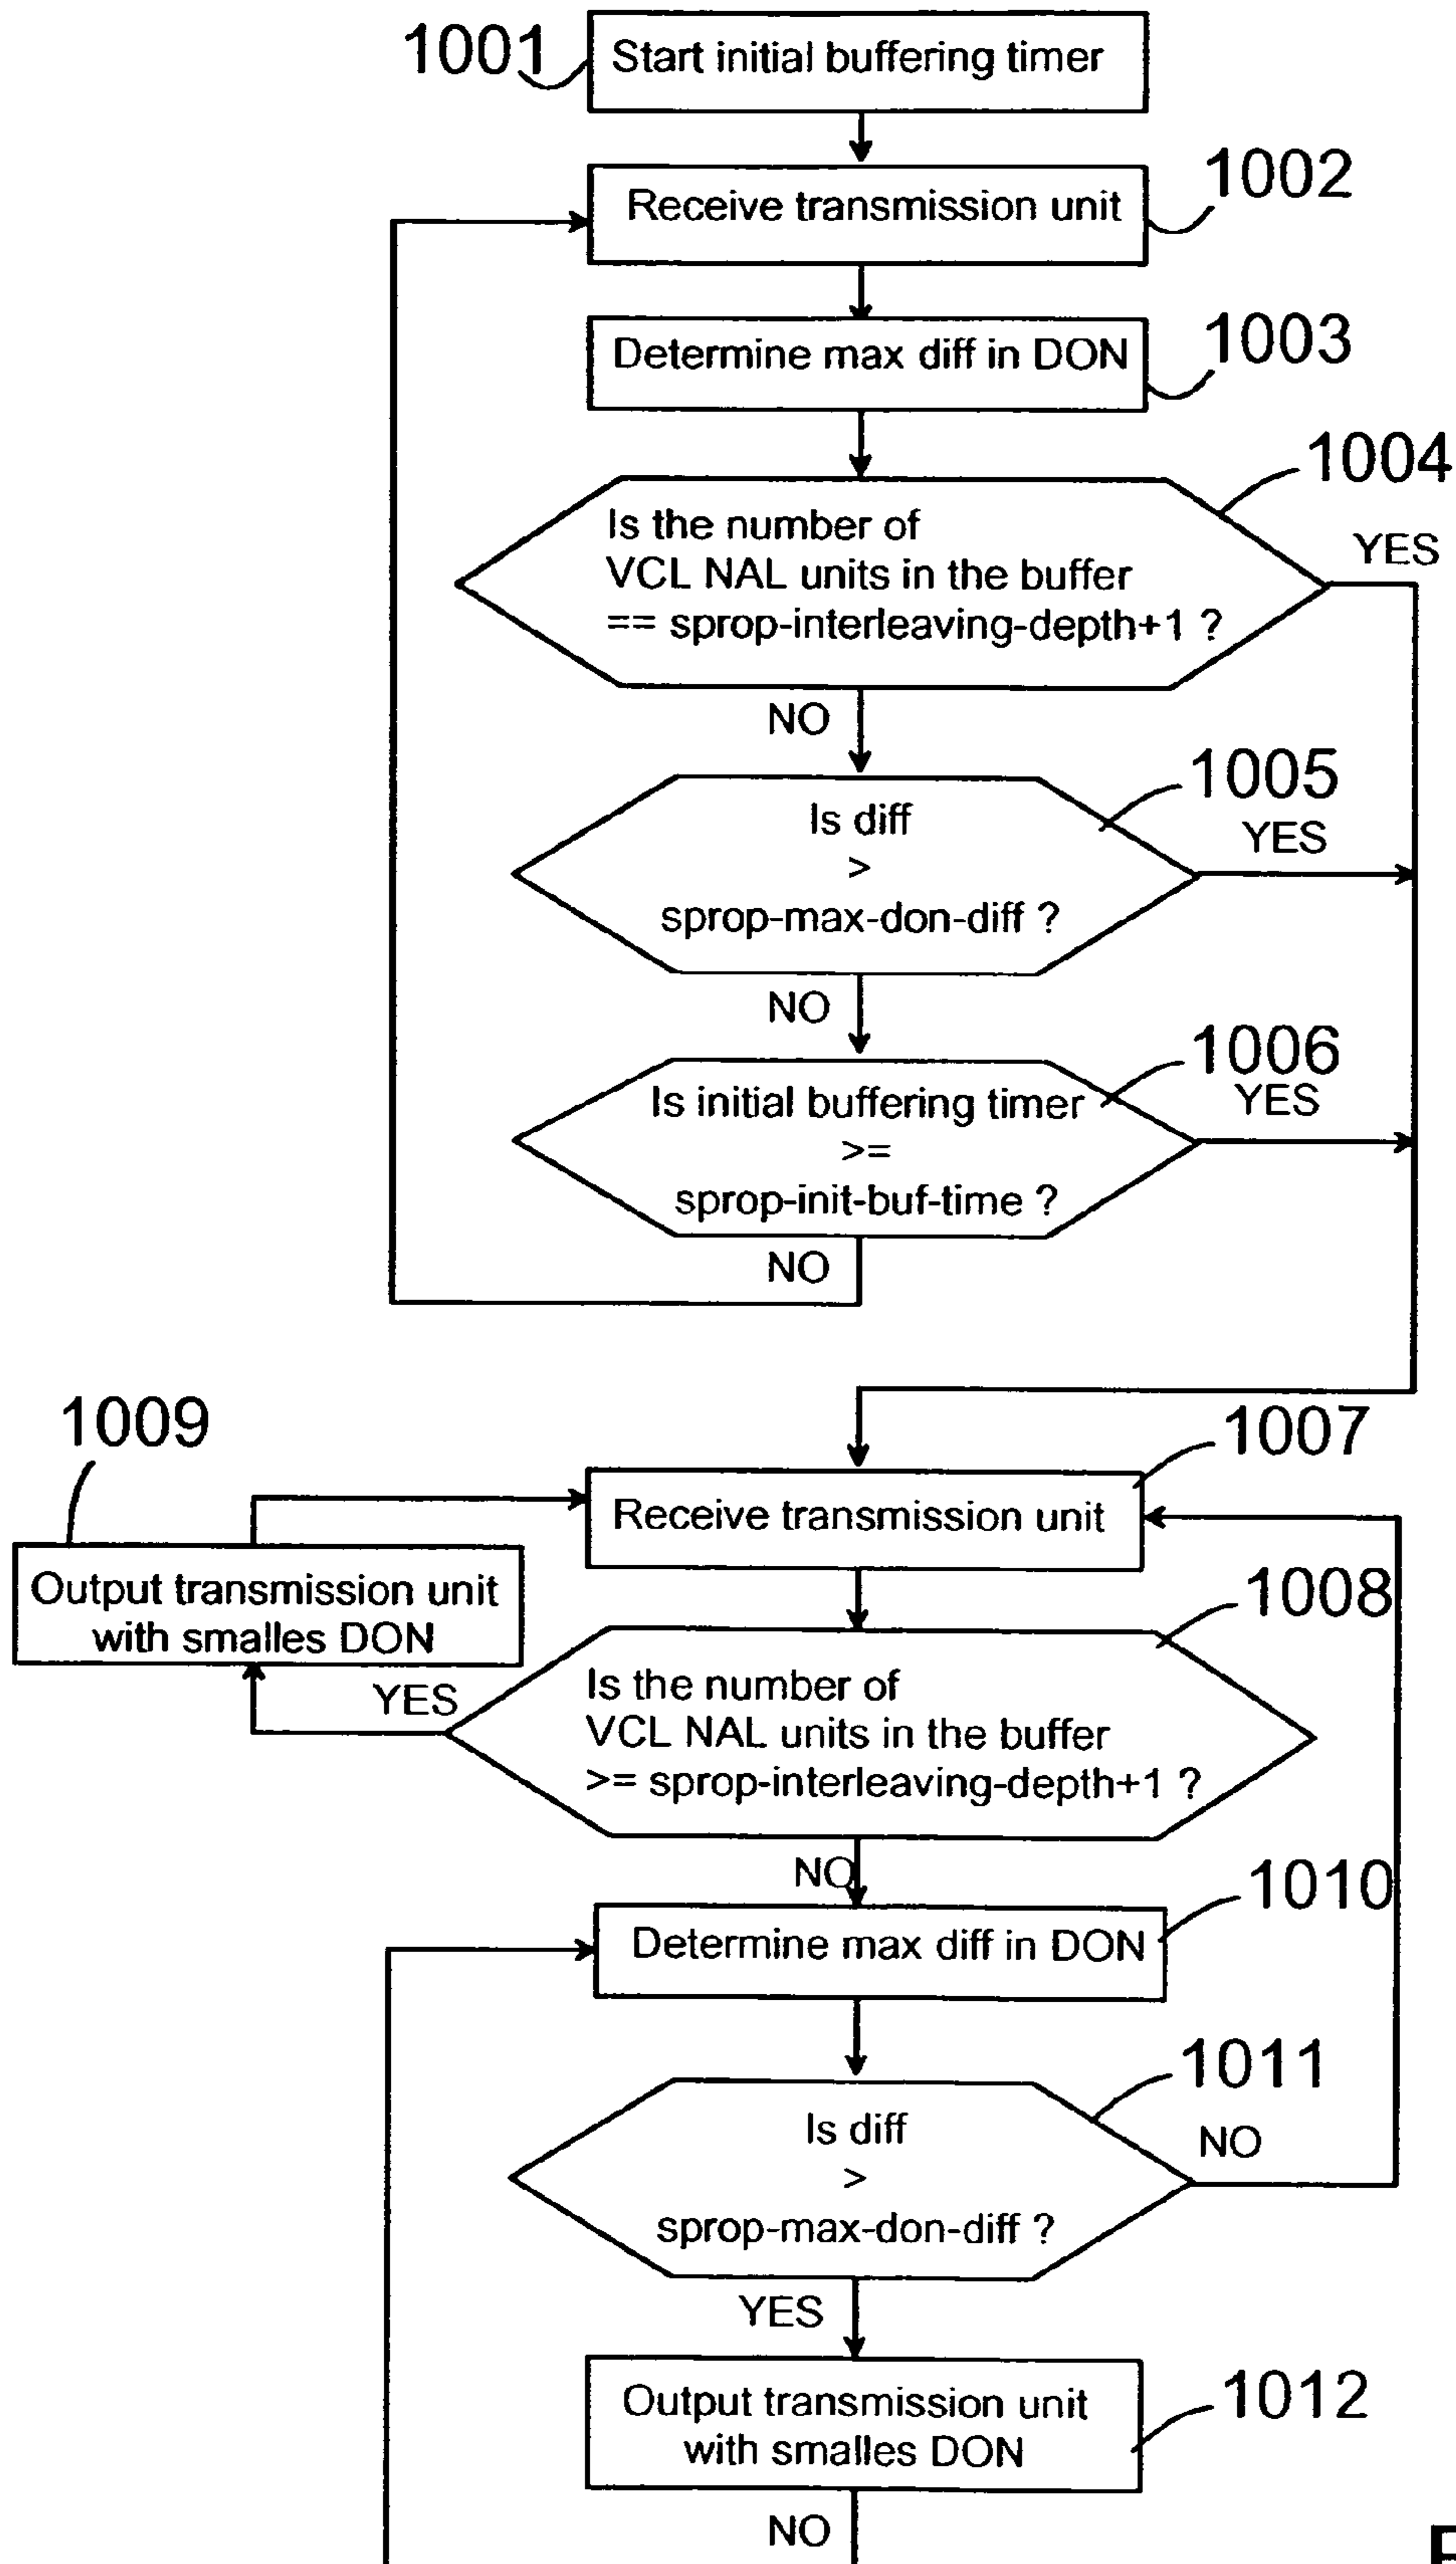 1001
Start initial buffering timer
1002
Receive transmission unit
1003
Determine max diff in DON
1004
Is the number of
VCL NAL units in the buffer
== sprop-interleaving-depth+1 ?
YES
NO
1005
Is diff
>
sprop-max-don-diff ?
YES
NO
1006
Is initial buffering timer
>=
sprop-init-buf-time ?
YES
NO
1007
Receive transmission unit
1009
Output transmission unit
with smalles DON
1008
Is the number of
VCL NAL units in the buffer
>= sprop-interleaving-depth+1 ?
YES
NO
1010
Determine max diff in DON
1011
Is diff
>
sprop-max-don-diff ?
NO
YES
1012
Output transmission unit
with smalles DON
NO